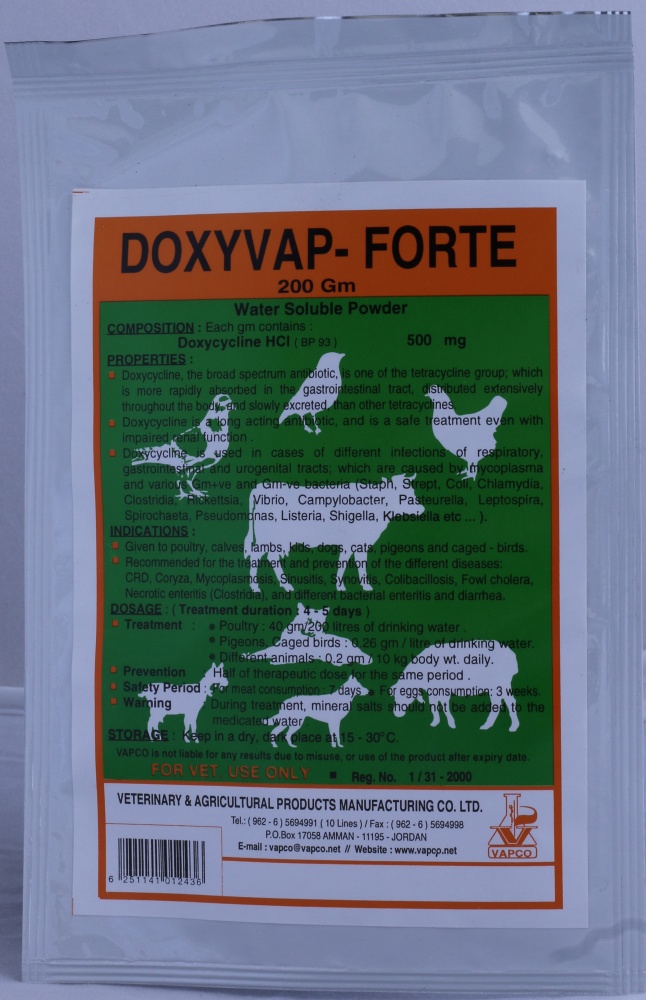 DOXYVAP- FORTE
200 Gm
Water Soluble Powder
COMPOSITION : Each gm contains :
Doxycycline HCl ( BP 93 ) 500 mg
PROPERTIES :
Doxycycline, the broad spectrum antibiotic, is one of the tetracycline group; which
is more rapidly absorbed in the gastrointestinal tract, distributed extensively
throughout the body, and slowly excreted, than other tetracyclines.
Doxycycline is a long acting antibiotic, and is a safe treatment even with
impaired renal function .
Doxycycline is used in cases of different infections of respiratory,
gastrointestinal and urogenital tracts; which are caused by mycoplasma
and various Gm+ve and Gm-ve bacteria (Staph, Strept, Coli, Chlamydia,
Clostridia, Rickettsia, Vibrio, Campylobacter, Pasteurella, Leptospira,
Spirochaeta, Pseudomonas, Listeria, Shigella, Klebsiella etc ... ).
INDICATIONS :
Given to poultry, calves, lambs, kids, dogs, cats, pigeons and caged - birds.
Recommended for the treatment and prevention of the different diseases:
CRD, Coryza, Mycoplasmosis, Sinusitis, Synovitis, Colibacillosis, Fowl cholera,
Necrotic enteritis (Clostridia), and different bacterial enteritis and diarrhea.
DOSAGE : ( Treatment duration : 4 - 5 days )
Treatment : • Poultry : 40 gm/200 litres of drinking water .
• Pigeons, Caged birds : 0.26 gm / litre of drinking water.
• Different animals : 0.2 gm / 10 kg body wt. daily.
Prevention Half of therapeutic dose for the same period .
Safety Period : For meat consumption : 7 days - For eggs consumption: 3 weeks.
Warning During treatment, mineral salts should not be added to the
medicated water
STORAGE : Keep in a dry, dark place at 15 - 30°C.
VAPCO is not liable for any results due to misuse, or use of the product after expiry date.
FOR VET. USE ONLY ■ Reg. No. 1 / 31 - 2000
VETERINARY & AGRICULTURAL PRODUCTS MANUFACTURING CO. LTD.
Tel.: ( 962 - 6 ) 5694991 ( 10 Lines ) / Fax : ( 962 - 6 ) 5694998
P.O.Box 17058 AMMAN - 11195 - JORDAN
E-mail : vapco@vapco.net // Website : www.vapco.net
VAPCO
6 251141 012436